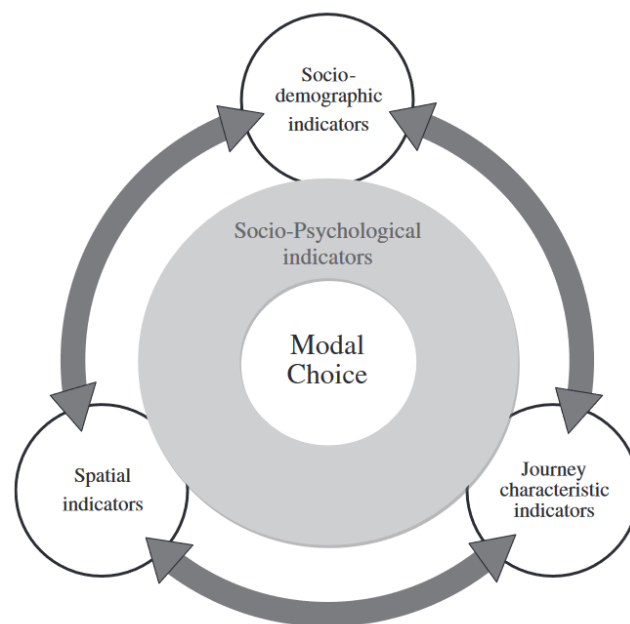 Socio-
demographic
indicators
Socio-Psychological
indicators
Modal
Choice
Spatial
indicators
Journey
characteristic
indicators